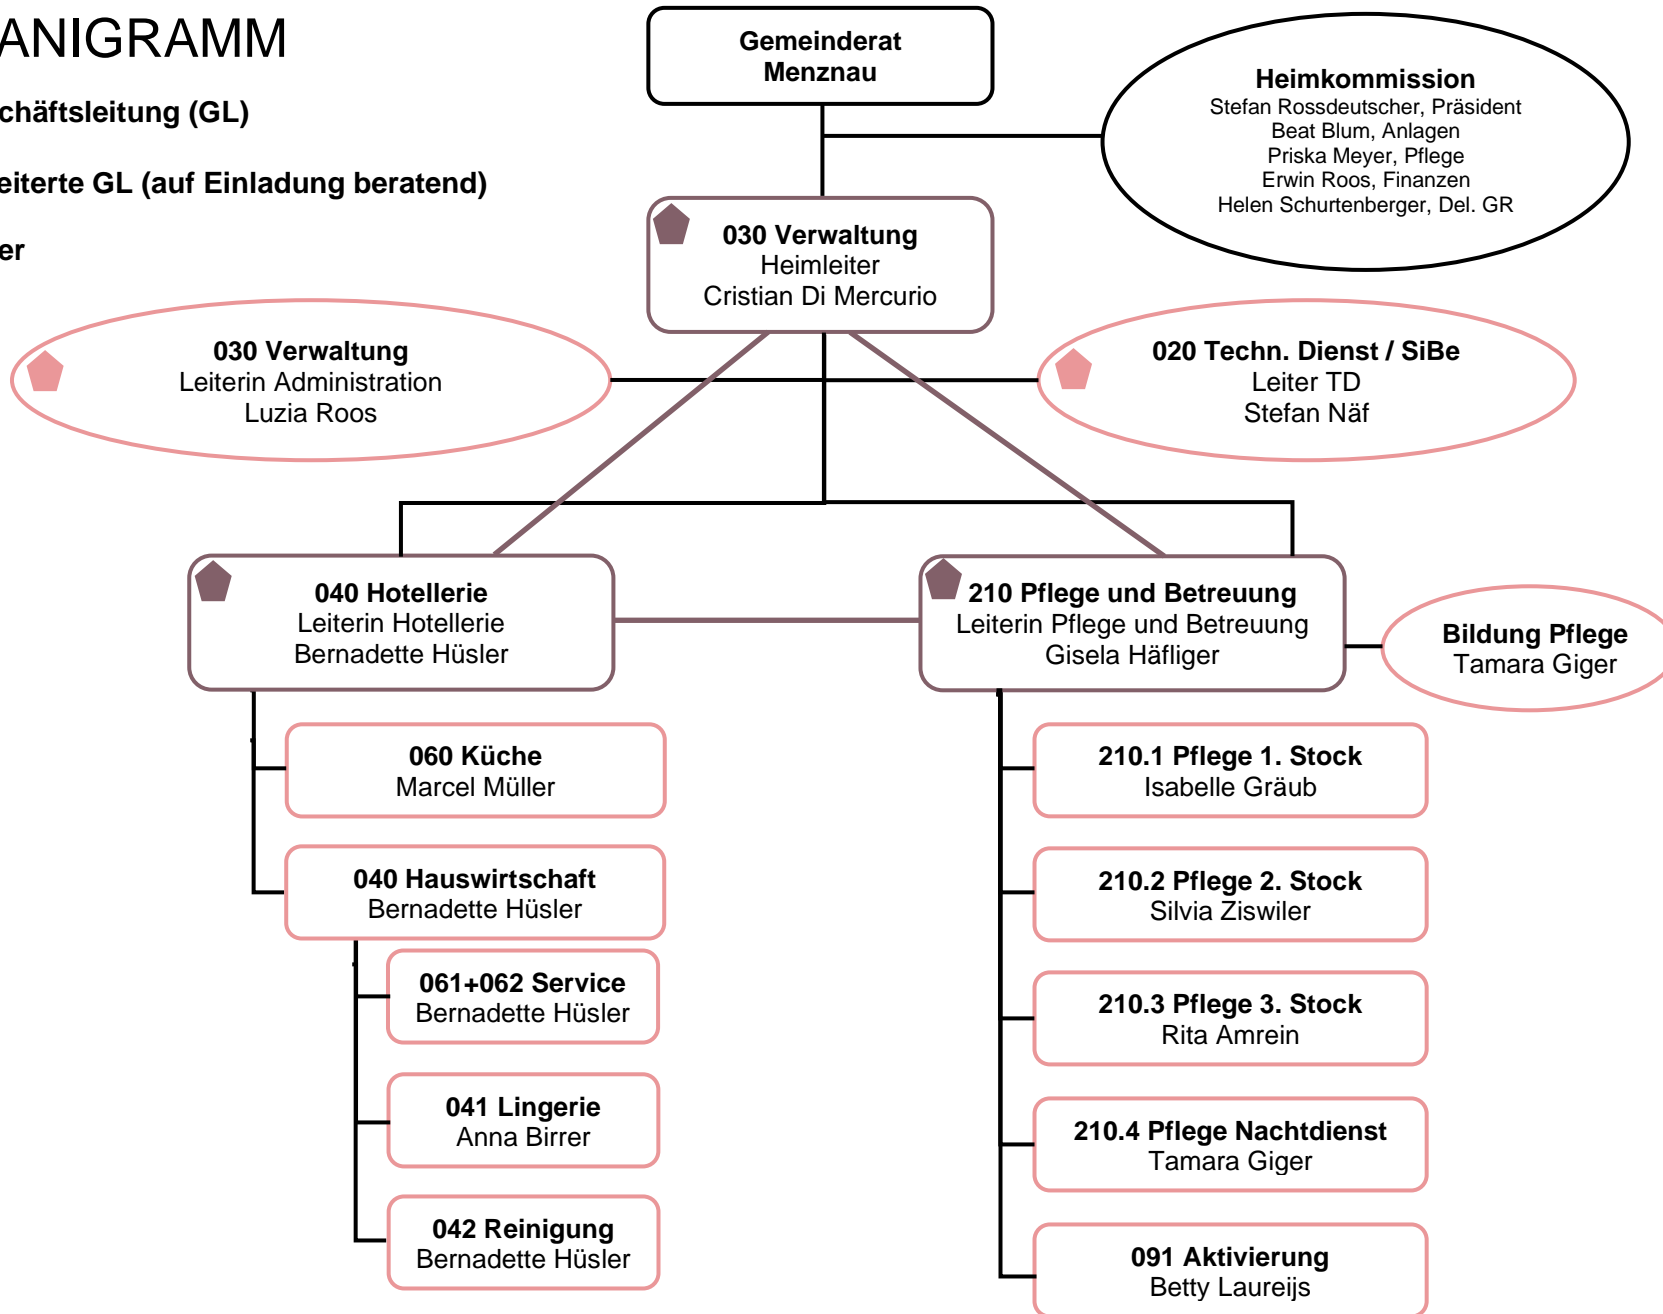 ANIGRAMM
chäftsleitung (GL)
eiterte GL (auf Einladung beratend)
er
Gemeinderat
Menznau
Heimkommission
Stefan Rossdeutscher, Präsident
Beat Blum, Anlagen
Priska Meyer, Pflege
Erwin Roos, Finanzen
Helen Schurtenberger, Del. GR
030 Verwaltung
Heimleiter
Cristian Di Mercurio
030 Verwaltung
Leiterin Administration
Luzia Roos
020 Techn. Dienst / SiBe
Leiter TD
Stefan Näf
040 Hotellerie
Leiterin Hotellerie
Bernadette Hüsler
210 Pflege und Betreuung
Leiterin Pflege und Betreuung
Gisela Häfliger
Bildung Pflege
Tamara Giger
060 Küche
Marcel Müller
040 Hauswirtschaft
Bernadette Hüsler
061+062 Service
Bernadette Hüsler
041 Lingerie
Anna Birrer
042 Reinigung
Bernadette Hüsler
210.1 Pflege 1. Stock
Isabelle Gräub
210.2 Pflege 2. Stock
Silvia Ziswiler
210.3 Pflege 3. Stock
Rita Amrein
210.4 Pflege Nachtdienst
Tamara Giger
091 Aktivierung
Betty Laureijs